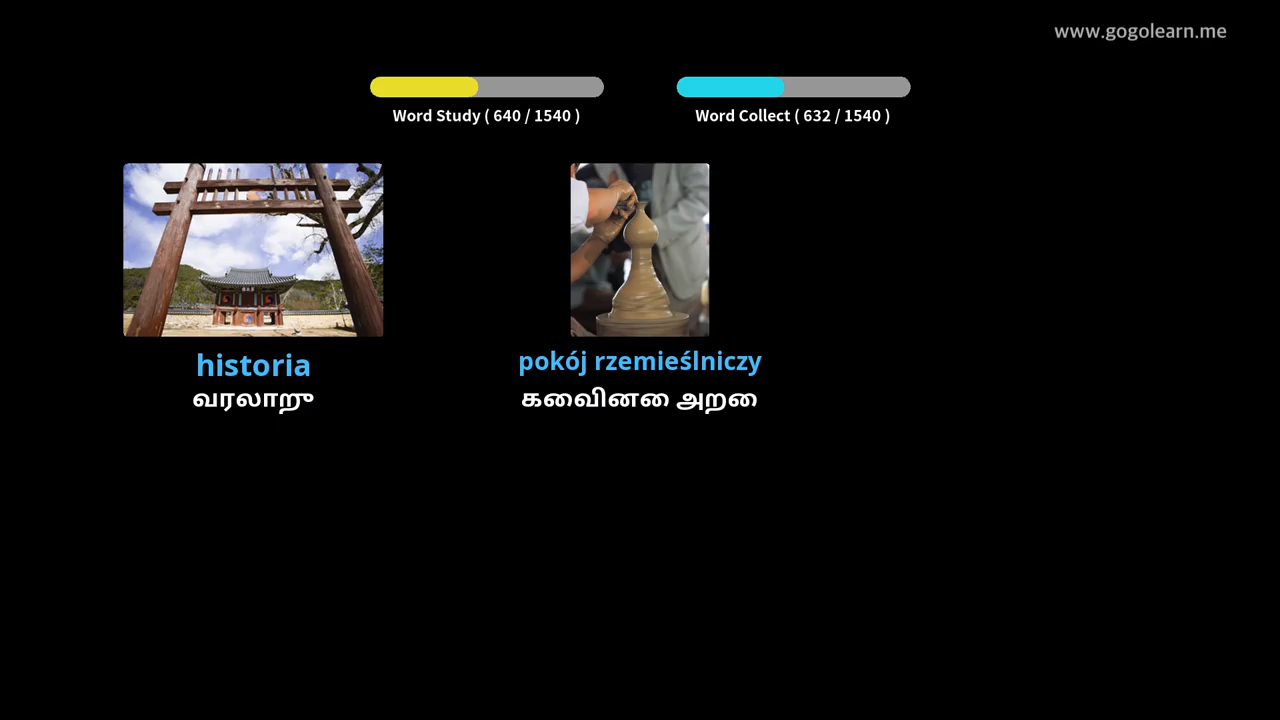 www.gogolearn.me
Word Study ( 640 / 1540 )
Word Collect ( 632 / 1540 )
historia
வரலாறு
pokój rzemieślniczy
கைவினை அறை